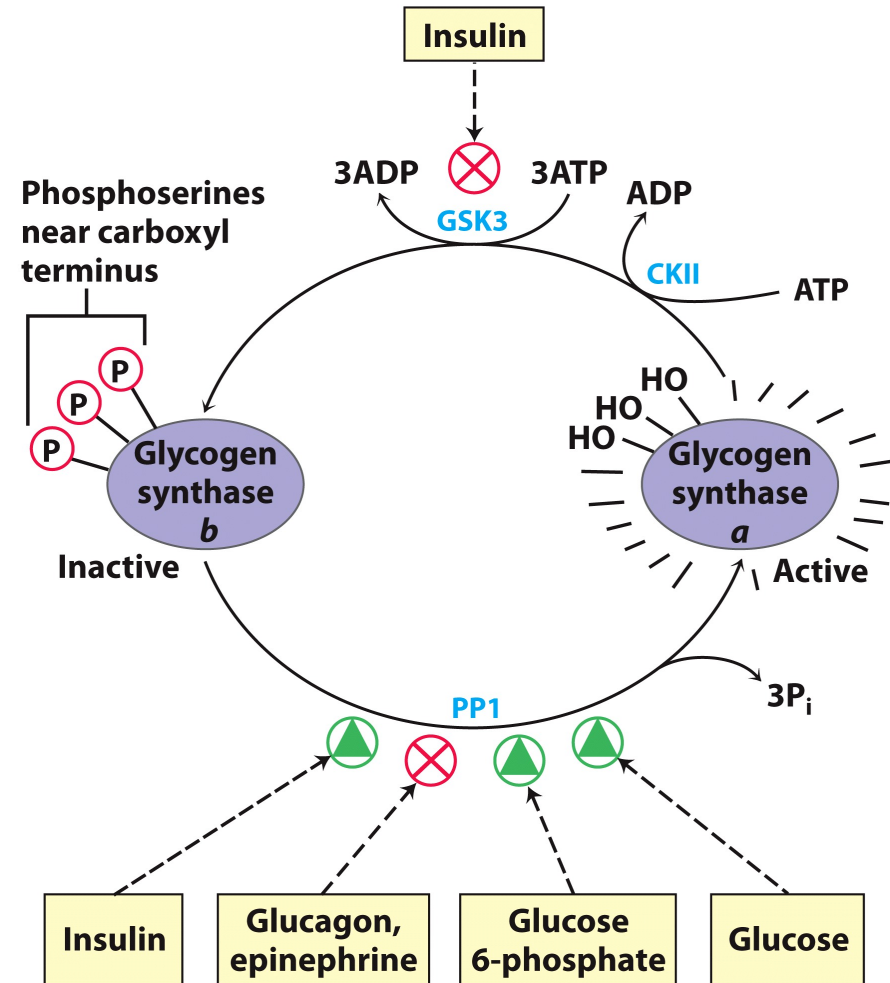 Insulin
3ADP
3ATP
GSK3
ADP
CKII
ATP
Phosphoserines
near carboxyl
terminus
P
P
P
HO
HO
HO
Glycogen
synthase
b
Inactive
Glycogen
synthase
a
Active
PP1
3Pi
Insulin
Glucagon,
epinephrine
Glucose
6-phosphate
Glucose